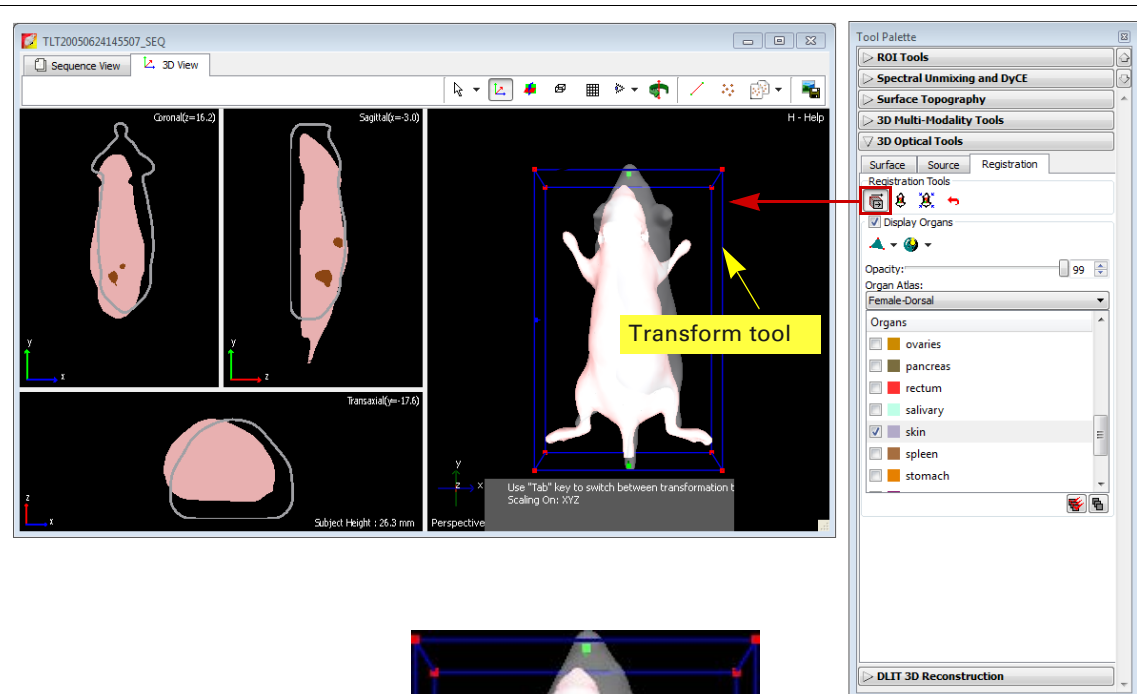 TLT20050624145507_SEQ
Sequence View
3D View
Coronal(z=16.2)
Sagittal(x=-3.0)
H - Help
y
x
y
z
Transform tool
Transaxial(y=-17.6)
z
x
Subject Height : 26.3 mm
y
z
x
Perspective
Use "Tab" key to switch between transformation t
Scaling On: XYZ
Tool Palette
ROI Tools
Spectral Unmixing and DyCE
Surface Topography
3D Multi-Modality Tools
3D Optical Tools
Surface
Source
Registration
Registration Tools
Display Organs
Opacity:
99
Organ Atlas:
Female-Dorsal
Organs
ovaries
pancreas
rectum
salivary
skin
spleen
stomach
DLIT 3D Reconstruction